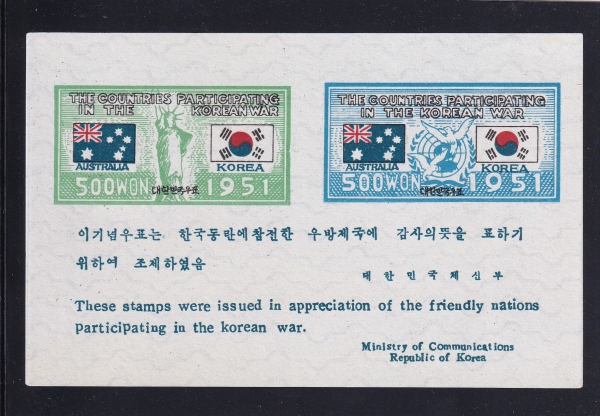 THE COUNTRIES PARTICIPATING
IN THE KOREAN WAR
AUSTRALIA
KOREA
500WON
대한민국우표
1951
THE COUNTRIES PARTICIPATING
IN THE KOREAN WAR
AUSTRALIA
KOREA
500WON
대한민국우표
1951
이기념우표는 한국동란에참전한 우방제국에 감사의뜻을 표하기
위하여 조제하였음
대한민국체신부
These stamps were issued in appreciation of the friendly nations
participating in the korean war.
Ministry of Communications
Republic of Korea